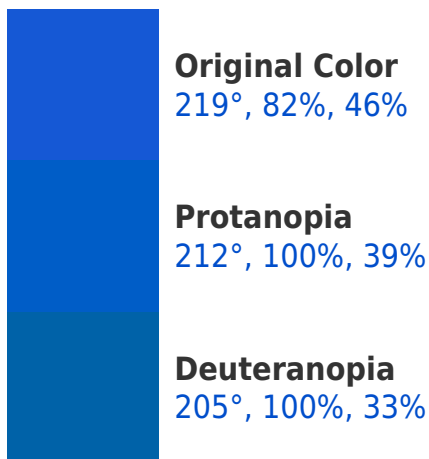 Original Color
219°, 82%, 46%
Protanopia
212°, 100%, 39%
Deuteranopia
205°, 100%, 33%